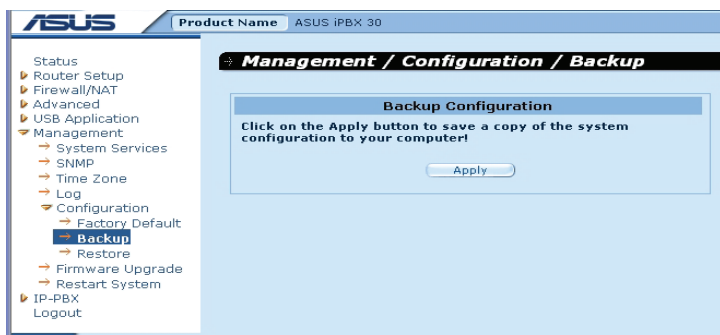 ASUS
Product Name ASUS iPBX 30
Status
Router Setup
Firewall/NAT
Advanced
USB Application
Management
System Services
SNMP
Time Zone
Log
Configuration
Factory Default
Backup
Restore
Firmware Upgrade
Restart System
IP-PBX
Logout
Management / Configuration / Backup
Backup Configuration
Click on the Apply button to save a copy of the system
configuration to your computer!
Apply